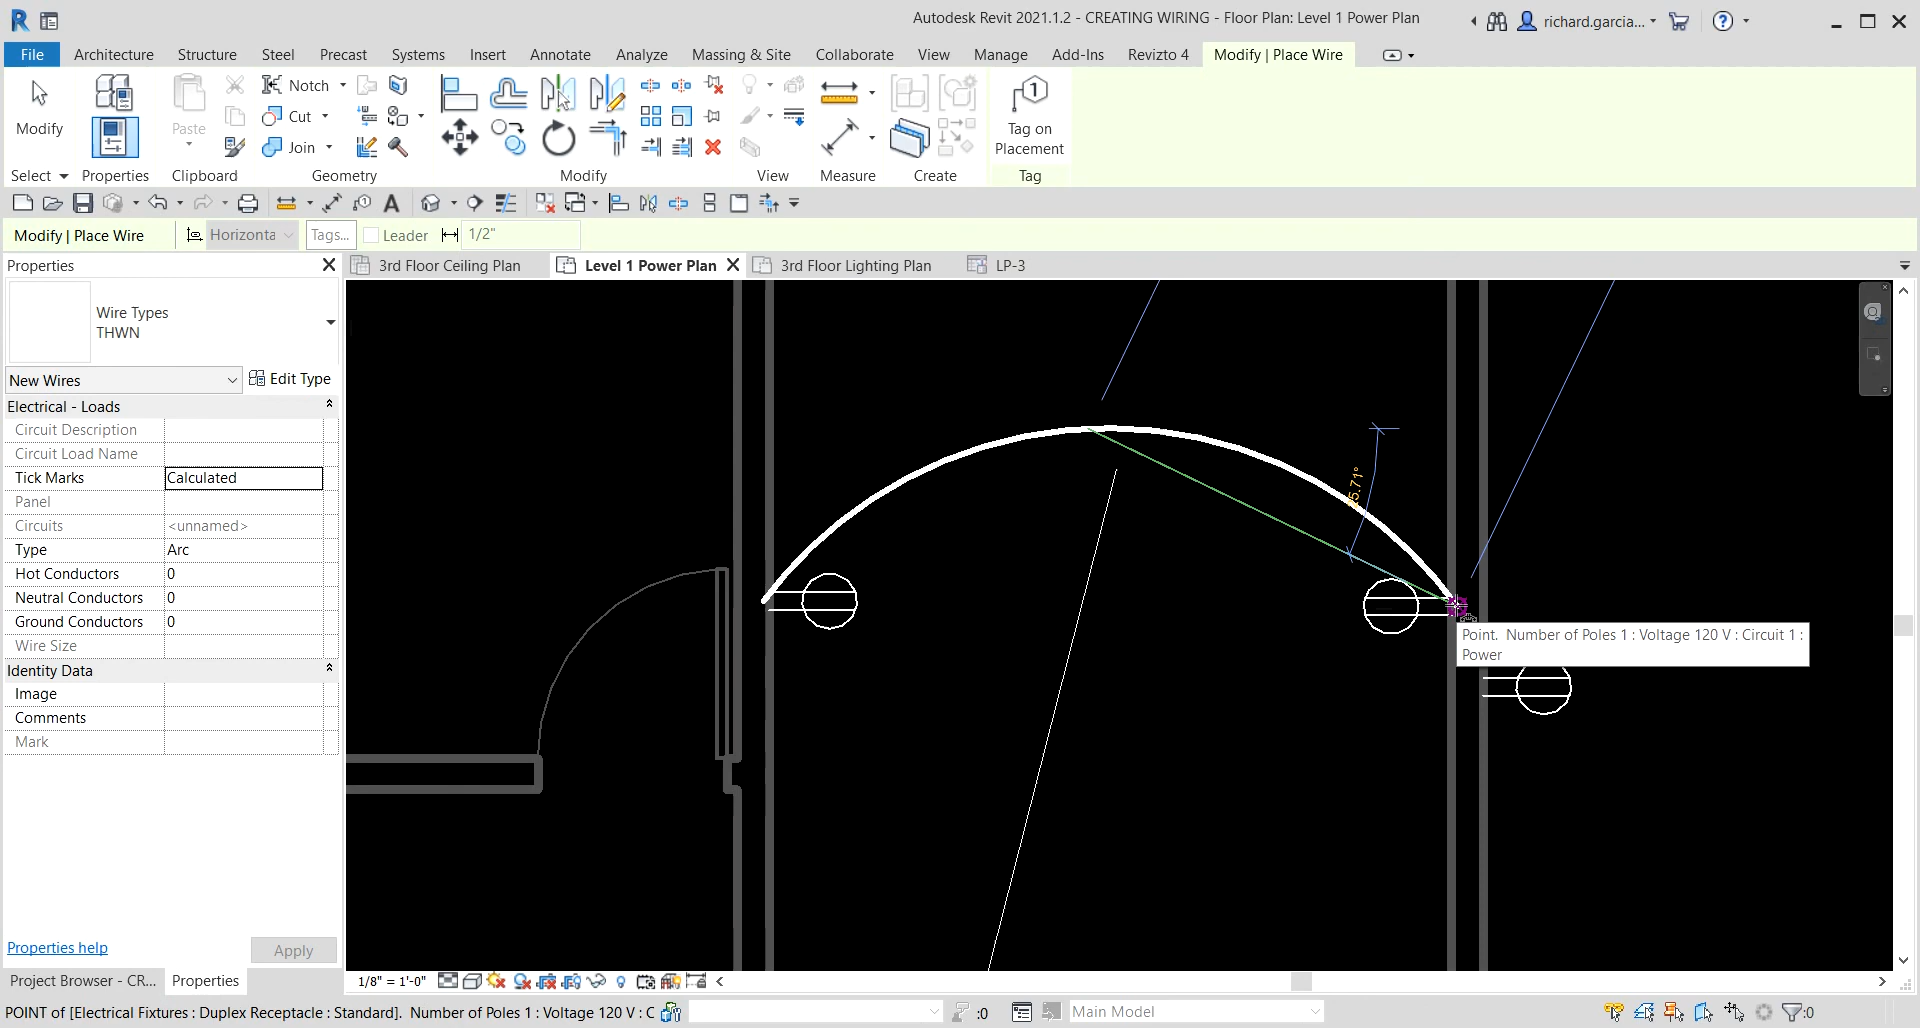 Autodesk Revit 2021.1.2 - CREATING WIRING - Floor Plan: Level 1 Power Plan
richard.garcia...
File Architecture Structure Steel Precast Systems Insert Annotate Analyze Massing & Site Collaborate View Manage Add-Ins Revizto 4 Modify | Place Wire
Modify
Paste
Notch
Cut
Join
1
Tag on
Placement
Select Properties Clipboard Geometry Modify View Measure Create Tag
Modify | Place Wire Horizonta Tags... Leader 1/2"
Properties
3rd Floor Ceiling Plan Level 1 Power Plan 3rd Floor Lighting Plan LP-3
Wire Types
THWN
New Wires Edit Type
Electrical - Loads
Circuit Description
Circuit Load Name
Tick Marks Calculated
Panel
Circuits <unnamed>
Type Arc
Hot Conductors 0
Neutral Conductors 0
Ground Conductors 0
Wire Size
Identity Data
Image
Comments
Mark
5.71°
Point. Number of Poles 1 : Voltage 120 V : Circuit 1 :
Power
Properties help Apply
Project Browser - CR... Properties
1/8" = 1'-0"
POINT of [Electrical Fixtures : Duplex Receptacle : Standard]. Number of Poles 1 : Voltage 120 V : C
:0
Main Model
:0